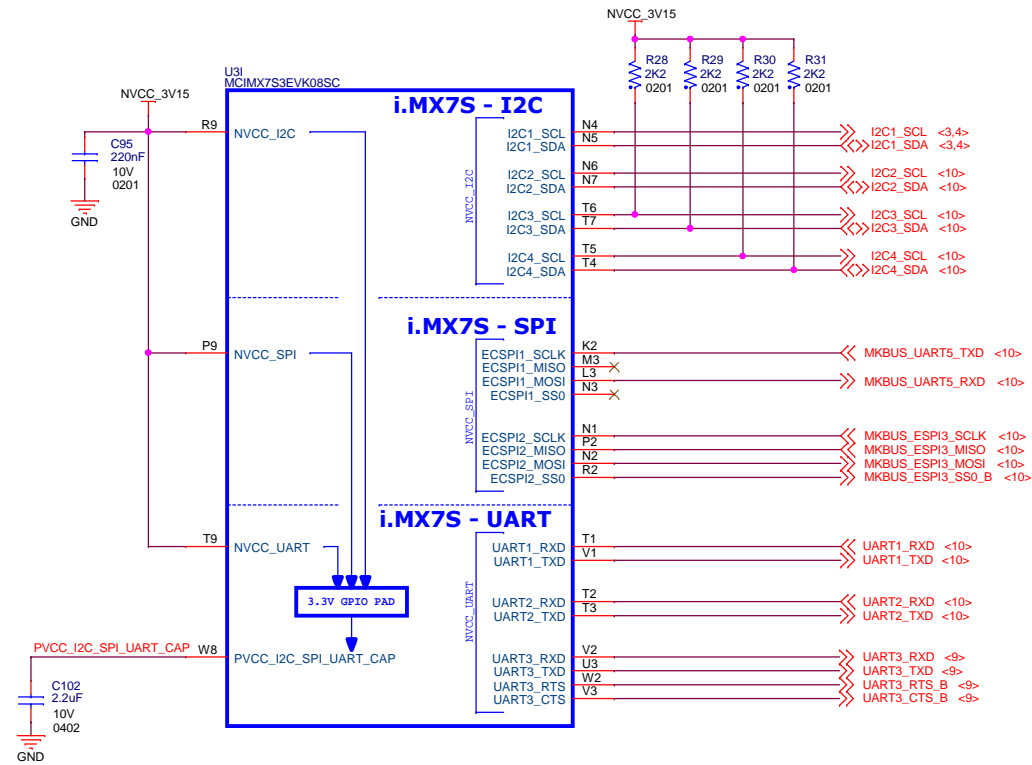 NVCC_3V15
R28
2K2
0201
R29
2K2
0201
R30
2K2
0201
R31
2K2
0201
U3I
MCIMX7S3EVK08SC
NVCC_3V15
C95
220nF
10V
0201
GND
i.MX7S - I2C
R9 NVCC_I2C
NVCC_I2C
I2C1_SCL N4 I2C1_SCL <3,4>
I2C1_SDA N5 I2C1_SDA <3,4>
I2C2_SCL N6 I2C2_SCL <10>
I2C2_SDA N7 I2C2_SDA <10>
I2C3_SCL T6 I2C3_SCL <10>
I2C3_SDA T7 I2C3_SDA <10>
I2C4_SCL T5 I2C4_SCL <10>
I2C4_SDA T4 I2C4_SDA <10>
i.MX7S - SPI
P9 NVCC_SPI
NVCC_SPI
ECSPI1_SCLK K2 MKBUS_UART5_TXD <10>
ECSPI1_MISO M3
ECSPI1_MOSI L3 MKBUS_UART5_RXD <10>
ECSPI1_SS0 N3
ECSPI2_SCLK N1 MKBUS_ESPI3_SCLK <10>
ECSPI2_MISO P2 MKBUS_ESPI3_MISO <10>
ECSPI2_MOSI N2 MKBUS_ESPI3_MOSI <10>
ECSPI2_SS0 R2 MKBUS_ESPI3_SS0_B <10>
i.MX7S - UART
T9 NVCC_UART
NVCC_UART
UART1_RXD T1 UART1_RXD <10>
UART1_TXD V1 UART1_TXD <10>
UART2_RXD T2 UART2_RXD <10>
UART2_TXD T3 UART2_TXD <10>
UART3_RXD V2 UART3_RXD <9>
UART3_TXD U3 UART3_TXD <9>
UART3_RTS W2 UART3_RTS_B <9>
UART3_CTS V3 UART3_CTS_B <9>
3.3V GPIO PAD
PVCC_I2C_SPI_UART_CAP W8 PVCC_I2C_SPI_UART_CAP
C102
2.2uF
10V
0402
GND